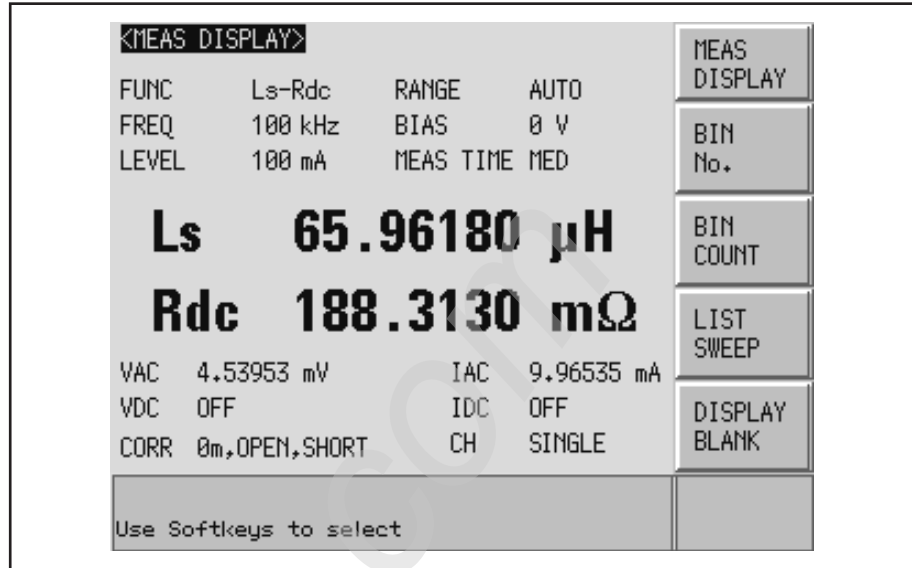 <MEAS DISPLAY>
FUNC Ls-Rdc RANGE AUTO
FREQ 100 kHz BIAS 0 V
LEVEL 100 mA MEAS TIME MED
Ls 65.96180 µH
Rdc 188.3130 mΩ
VAC 4.53953 mV IAC 9.96535 mA
VDC OFF IDC OFF
CORR 0m,OPEN,SHORT CH SINGLE
Use Softkeys to select
MEAS
DISPLAY
BIN
No.
BIN
COUNT
LIST
SWEEP
DISPLAY
BLANK
com